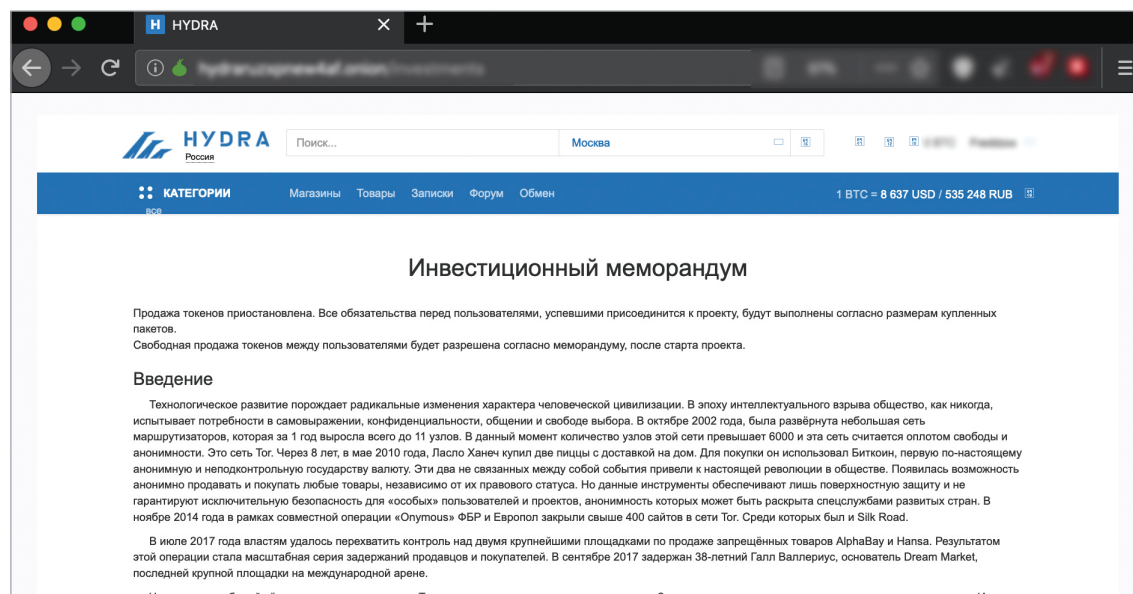 HYDRA
HYDRA
Россия
Поиск...
Москва
КАТЕГОРИИ
все
Магазины Товары Записки Форум Обмен
1 BTC = 8 637 USD / 535 248 RUB
Инвестиционный меморандум
Продажа токенов приостановлена. Все обязательства перед пользователями, успевшими присоединится к проекту, будут выполнены согласно размерам купленных
пакетов.
Свободная продажа токенов между пользователями будет разрешена согласно меморандуму, после старта проекта.
Введение
Технологическое развитие порождает радикальные изменения характера человеческой цивилизации. В эпоху интеллектуального взрыва общество, как никогда,
испытывает потребности в самовыражении, конфиденциальности, общении и свободе выбора. В октябре 2002 года, была развёрнута небольшая сеть
маршрутизаторов, которая за 1 год выросла всего до 11 узлов. В данный момент количество узлов этой сети превышает 6000 и эта сеть считается оплотом свободы и
анонимности. Это сеть Tor. Через 8 лет, в мае 2010 года, Ласло Ханеч купил две пиццы с доставкой на дом. Для покупки он использовал Биткоин, первую по-настоящему
анонимную и неподконтрольную государству валюту. Эти два не связанных между собой события привели к настоящей революции в обществе. Появилась возможность
анонимно продавать и покупать любые товары, независимо от их правового статуса. Но данные инструменты обеспечивают лишь поверхностную защиту и не
гарантируют исключительную безопасность для «особых» пользователей и проектов, анонимность которых может быть раскрыта спецслужбами развитых стран. В
ноябре 2014 года в рамках совместной операции «Onymous» ФБР и Европол закрыли свыше 400 сайтов в сети Tor. Среди которых был и Silk Road.
В июле 2017 года властям удалось перехватить контроль над двумя крупнейшими площадками по продаже запрещённых товаров AlphaBay и Hansa. Результатом
этой операции стала масштабная серия задержаний продавцов и покупателей. В сентябре 2017 задержан 38-летний Галл Валлериус, основатель Dream Market,
последней крупной площадки на международной арене.